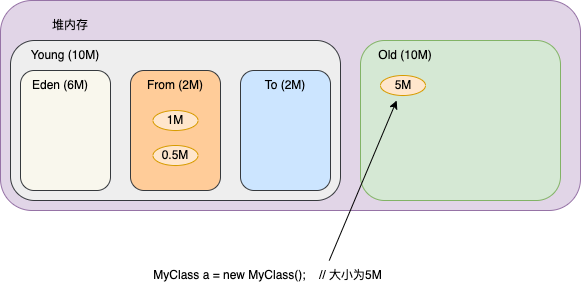 堆内存
Young (10M)
Old (10M)
Eden (6M)
From (2M)
To (2M)
5M
1M
0.5M
MyClass a = new MyClass(); // 大小为5M